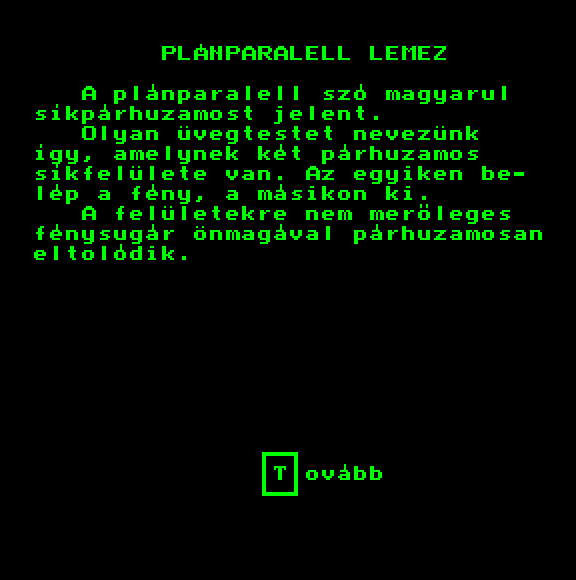 PLÁNPARALELL LEMEZ
A plánparalell szó magyarul
síkpárhuzamost jelent.
Olyan üvegtestet nevezünk
így, amelynek két párhuzamos
síkfelülete van. Az egyiken be-
lép a fény, a másikon ki.
A felületekre nem merőleges
fénysugár önmagával párhuzamosan
eltolódik.
Tovább